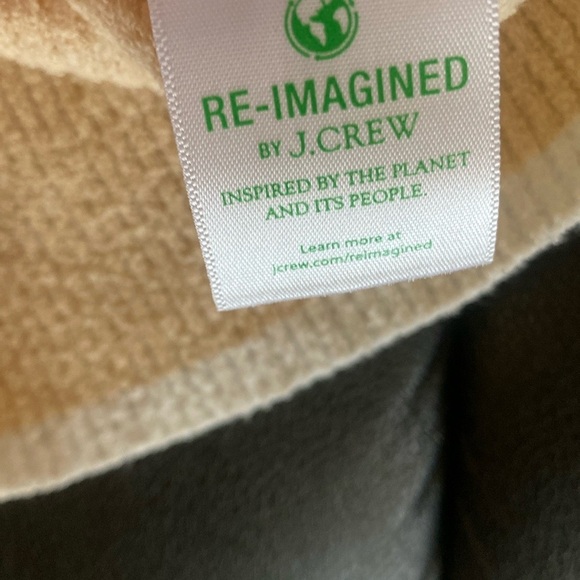 RE-IMAGINED
BY J.CREW
INSPIRED BY THE PLANET
AND ITS PEOPLE.
Learn more at
jcrew.com/reimagined